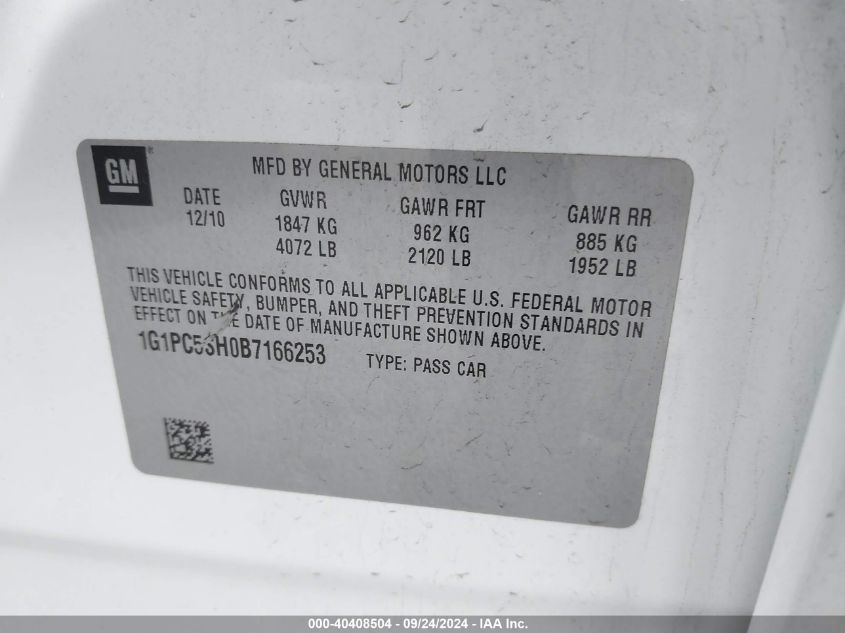 GM
MFD BY GENERAL MOTORS LLC
DATE GVWR GAWR FRT GAWR RR
12/10 1847 KG 962 KG 885 KG
4072 LB 2120 LB 1952 LB
THIS VEHICLE CONFORMS TO ALL APPLICABLE U.S. FEDERAL MOTOR
VEHICLE SAFETY, BUMPER, AND THEFT PREVENTION STANDARDS IN
EFFECT ON THE DATE OF MANUFACTURE SHOWN ABOVE.
1G1PC5SH0B7166253 TYPE: PASS CAR
000-40408504 - 09/24/2024 - IAA Inc.